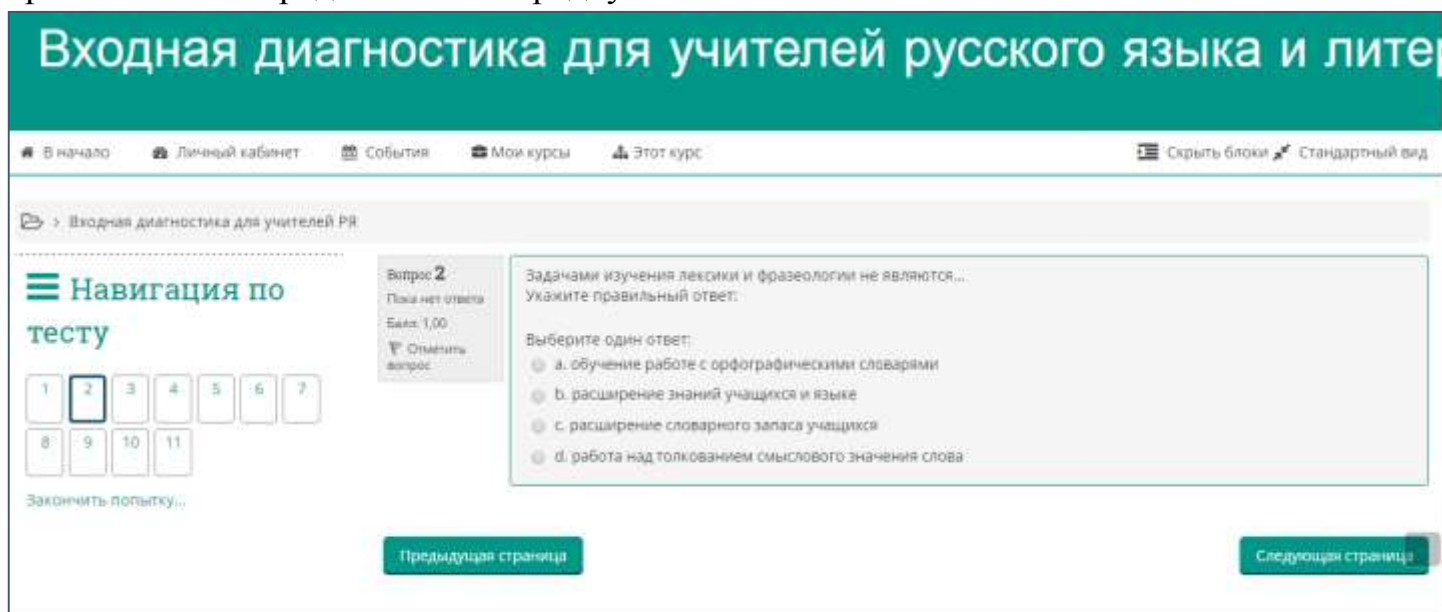 Входная диагностика для учителей русского языка и лите
В начало Личный кабинет События Мои курсы Этот курс Скрыть блоки Стандартный вид
> Входная диагностика для учителей РЯ
Навигация по
тесту
1 2 3 4 5 6 7
8 9 10 11
Закончить попытку...
Вопрос 2
Пока нет ответа
Балл: 1,00
Отметить
вопрос
Задачами изучения лексики и фразеологии не являются...
Укажите правильный ответ:
Выберите один ответ:
a. обучение работе с орфографическими словарями
b. расширение знаний учащихся и языке
c. расширение словарного запаса учащихся
d. работа над толкованием смыслового значения слова
Предыдущая страница
Следующая страница